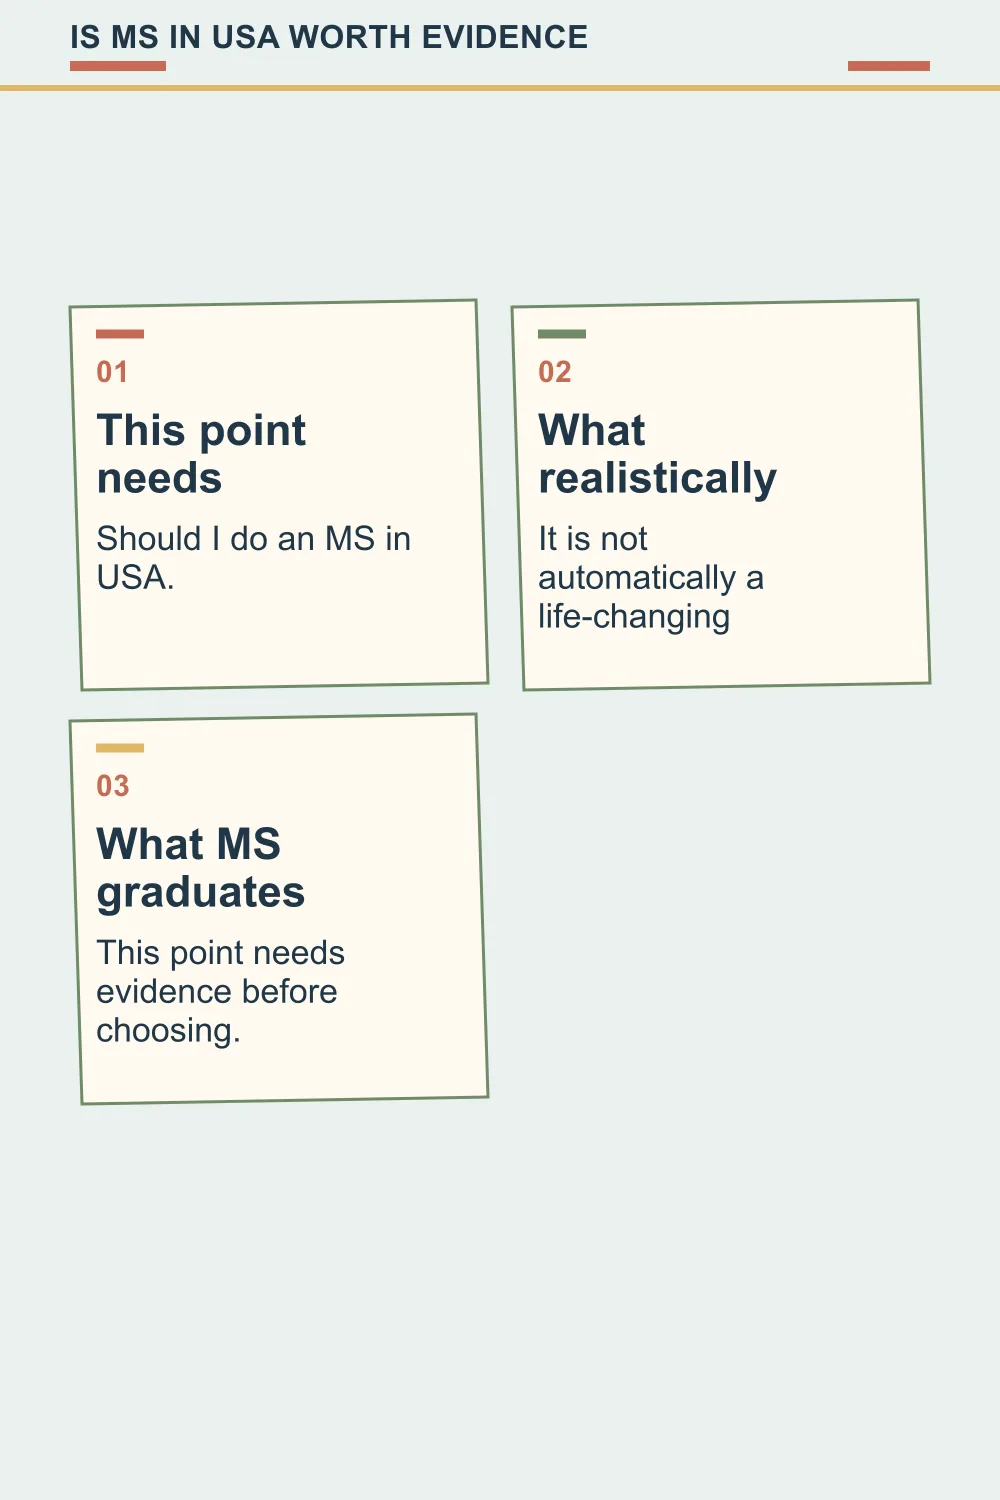 IS MS IN USA WORTH EVIDENCE
01
This point
needs
Should I do an MS in
USA.
02
What
realistically
It is not
automatically a
life-changing
03
What MS
graduates
This point needs
evidence before
choosing.